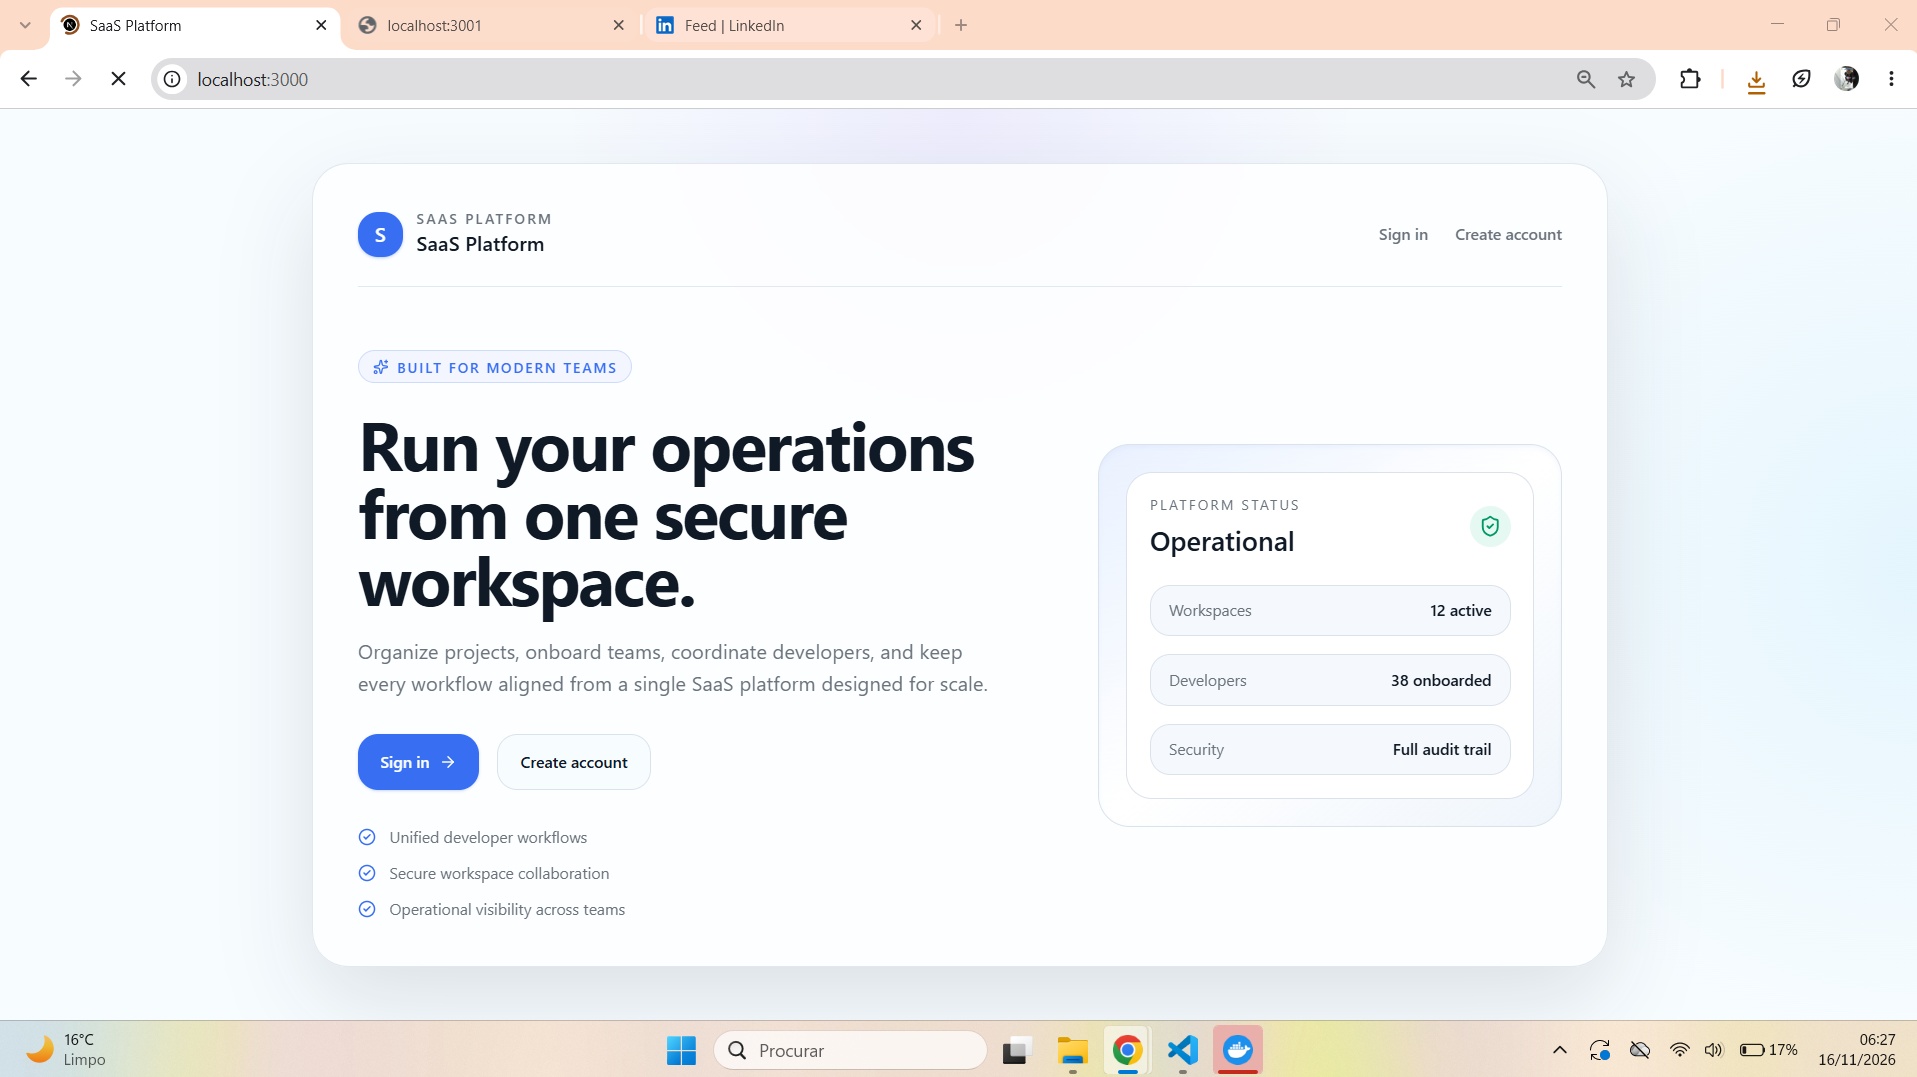 SaaS Platform
localhost:3001
Feed | LinkedIn
localhost:3000
S
SAAS PLATFORM
SaaS Platform
Sign in
Create account
BUILT FOR MODERN TEAMS
Run your operations
from one secure
workspace.
Organize projects, onboard teams, coordinate developers, and keep
every workflow aligned from a single SaaS platform designed for scale.
Sign in
Create account
Unified developer workflows
Secure workspace collaboration
Operational visibility across teams
PLATFORM STATUS
Operational
Workspaces
12 active
Developers
38 onboarded
Security
Full audit trail
16°C
Limpo
Procurar
17%
06:27
16/11/2026